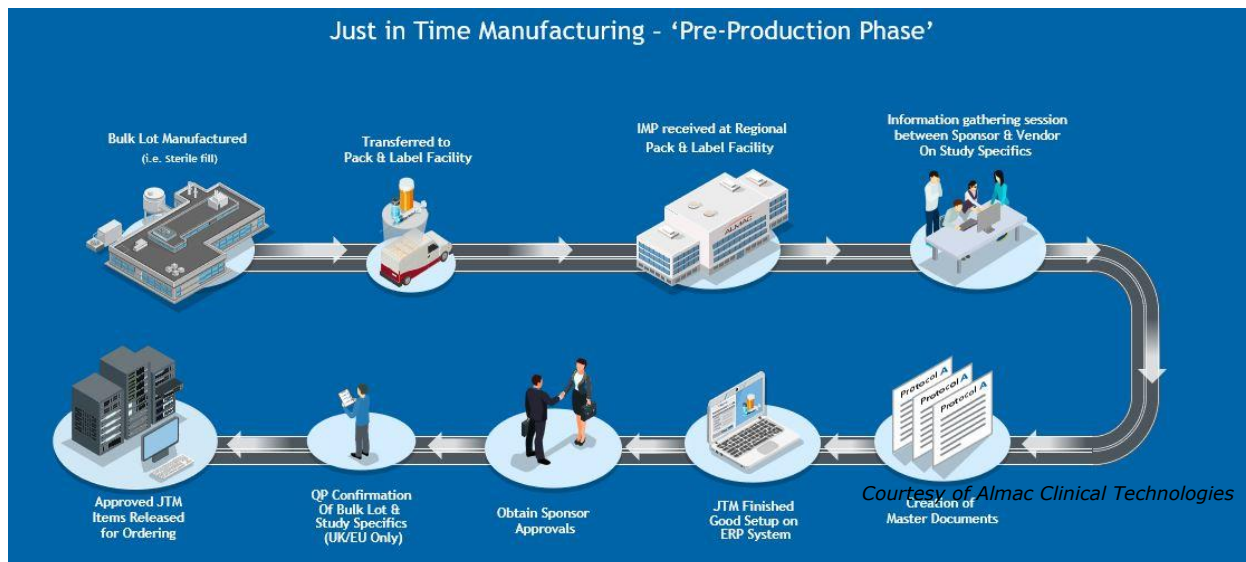 Just in Time Manufacturing – ‘Pre-Production Phase’
Bulk Lot Manufactured
(i.e. Sterile fill)
Transferred to
Pack & Label Facility
IMP received at Regional
Pack & Label Facility
Information gathering session
between Sponsor & Vendor
On Study Specifics
ALMAC
Protocol A
Protocol A
Protocol A
Courtesy of Almac Clinical Technologies
Creation of
Master Documents
JTM Finished
Good Setup on
ERP System
Obtain Sponsor
Approvals
QP Confirmation
Of Bulk Lot &
Study Specifics
(UK/EU Only)
Approved JTM
Items Released
for Ordering